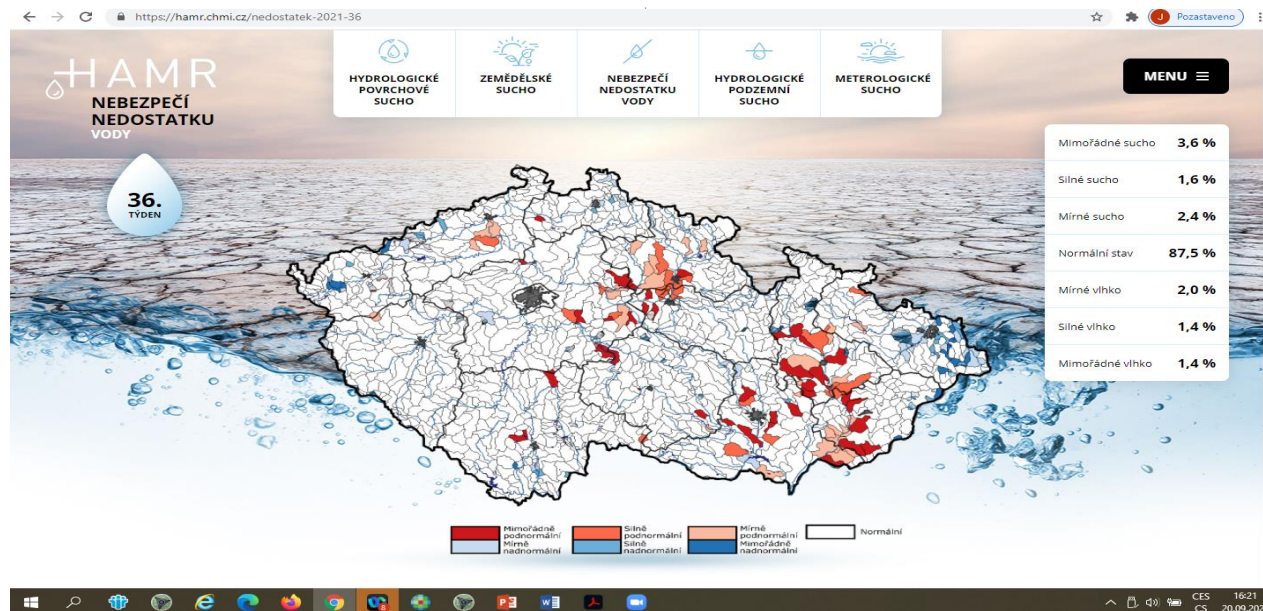 https://hamr.chmi.cz/nedostatek-2021-36
J Pozastaveno
HAMR
NEBEZPEČÍ
NEDOSTATKU
VODY
36.
TÝDEN
HYDROLOGICKÉ
POVRCHOVÉ
SUCHO
ZEMĚDĚLSKÉ
SUCHO
NEBEZPEČÍ
NEDOSTATKU
VODY
HYDROLOGICKÉ
PODZEMNÍ
SUCHO
METEROLOGICKÉ
SUCHO
MENU
Mimořádné sucho 3,6 %
Silné sucho 1,6 %
Mírné sucho 2,4 %
Normální stav 87,5 %
Mírné vlhko 2,0 %
Silné vlhko 1,4 %
Mimořádné vlhko 1,4 %
Mimořádně
podnormální
Mírně
nadnormální
Silně
podnormální
Silně
nadnormální
Mírně
podnormální
Mimořádně
nadnormální
Normální
CES 16:21
CS 20.09.202